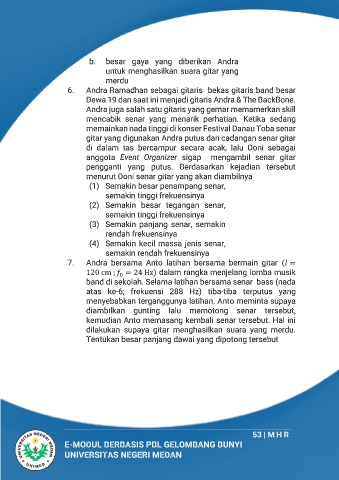 b. besar gaya yang diberikan Andra
untuk menghasilkan suara gitar yang
merdu
6. Andra Ramadhan sebagai gitaris bekas gitaris band besar
Dewa 19 dan saat ini menjadi gitaris Andra & The BackBone.
Andra juga salah satu gitaris yang gemar memamerkan skill
mencabik senar yang menarik perhatian. Ketika sedang
memainkan nada tinggi di konser Festival Danau Toba senar
gitar yang digunakan Andra putus dan cadangan senar gitar
di dalam tas bercampur secara acak, lalu Doni sebagai
anggota Event Organizer sigap mengambil senar gitar
pengganti yang putus. Berdasarkan kejadian tersebut
menurut Doni senar gitar yang akan diambilnya
(1) Semakin besar penampang senar,
semakin tinggi frekuensinya
(2) Semakin besar tegangan senar,
semakin tinggi frekuensinya
(3) Semakin panjang senar, semakin
rendah frekuensinya
(4) Semakin kecil massa jenis senar,
semakin rendah frekuensinya
7. Andra bersama Anto latihan bersama bermain gitar (l =
120 cm ; f₀ = 24 Hz) dalam rangka menjelang lomba musik
band di sekolah. Selama latihan bersama senar bass (nada
atas ke-6; frekuensi 288 Hz) tiba-tiba terputus yang
menyebabkan terganggunya latihan. Anto meminta supaya
diambilkan gunting lalu memotong senar tersebut,
kemudian Anto memasang kembali senar tersebut. Hal ini
dilakukan supaya gitar menghasilkan suara yang merdu.
Tentukan besar panjang dawai yang dipotong tersebut
53 | M H R
E-MODUL BERBASIS PBL GELOMBANG BUNYI
UNIVERSITAS NEGERI MEDAN
UNIVERSITAS NEGERI MEDAN
UNIMED